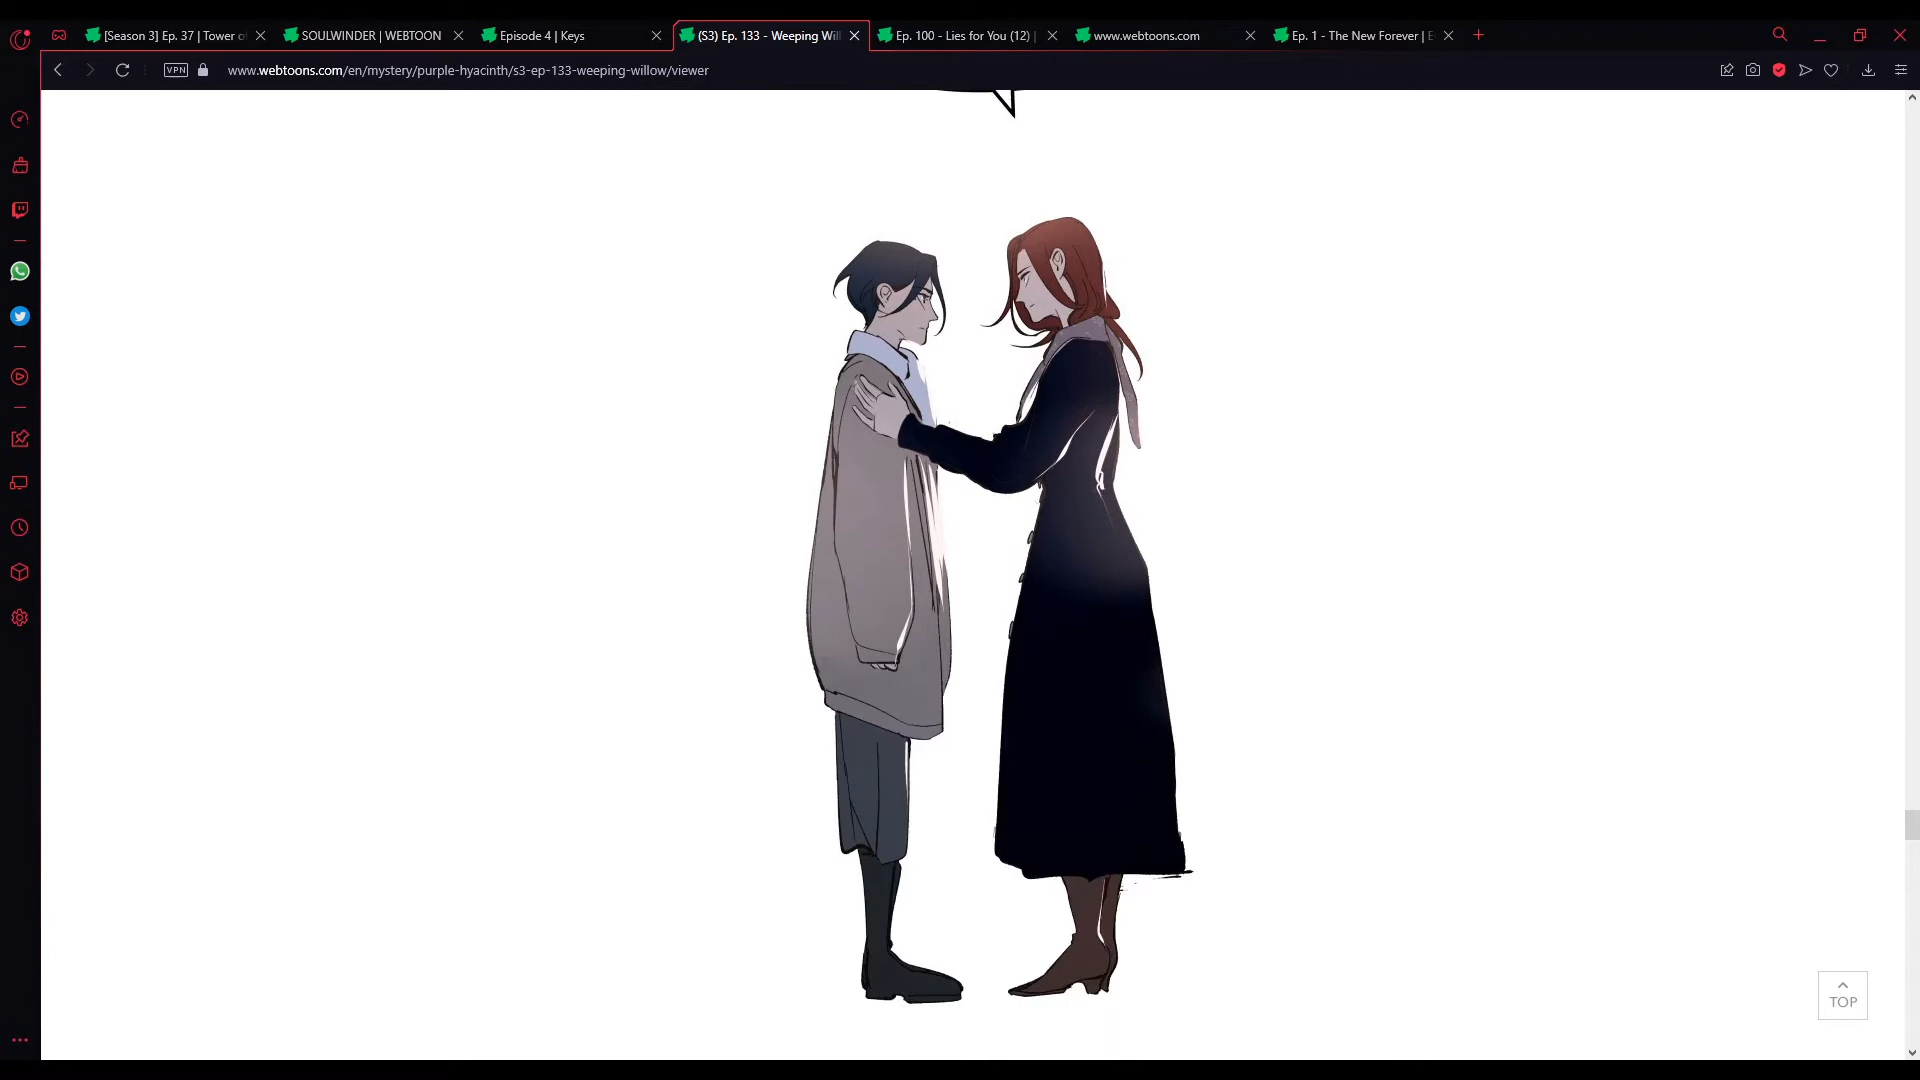 [Season 3] Ep. 37 | Tower o
SOULWINDER | WEBTOON
Episode 4 | Keys
(S3) Ep. 133 - Weeping Will
Ep. 100 - Lies for You (12) |
www.webtoons.com
Ep. 1 - The New Forever |
VPN
www.webtoons.com/en/mystery/purple-hyacinth/s3-ep-133-weeping-willow/viewer
TOP